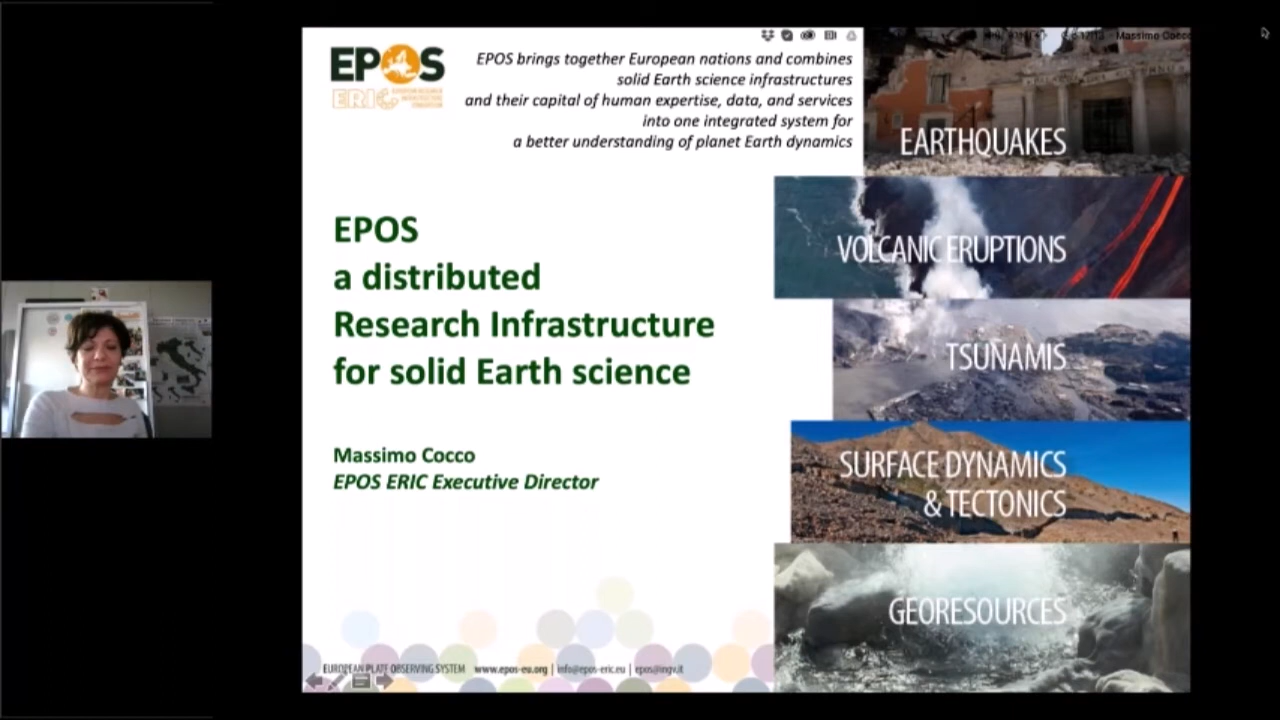 EPOS
ERIC
EPOS brings together European nations and combines
solid Earth science infrastructures
and their capital of human expertise, data, and services
into one integrated system for
a better understanding of planet Earth dynamics
Massimo Cocco
EARTHQUAKES
VOLCANIC ERUPTIONS
TSUNAMIS
SURFACE DYNAMICS
& TECTONICS
GEORESOURCES
EPOS
a distributed
Research Infrastructure
for solid Earth science
Massimo Cocco
EPOS ERIC Executive Director
EUROPEAN PLATE OBSERVING SYSTEM www.epos-eu.org | info@epos-eric.eu | epos@ingv.it